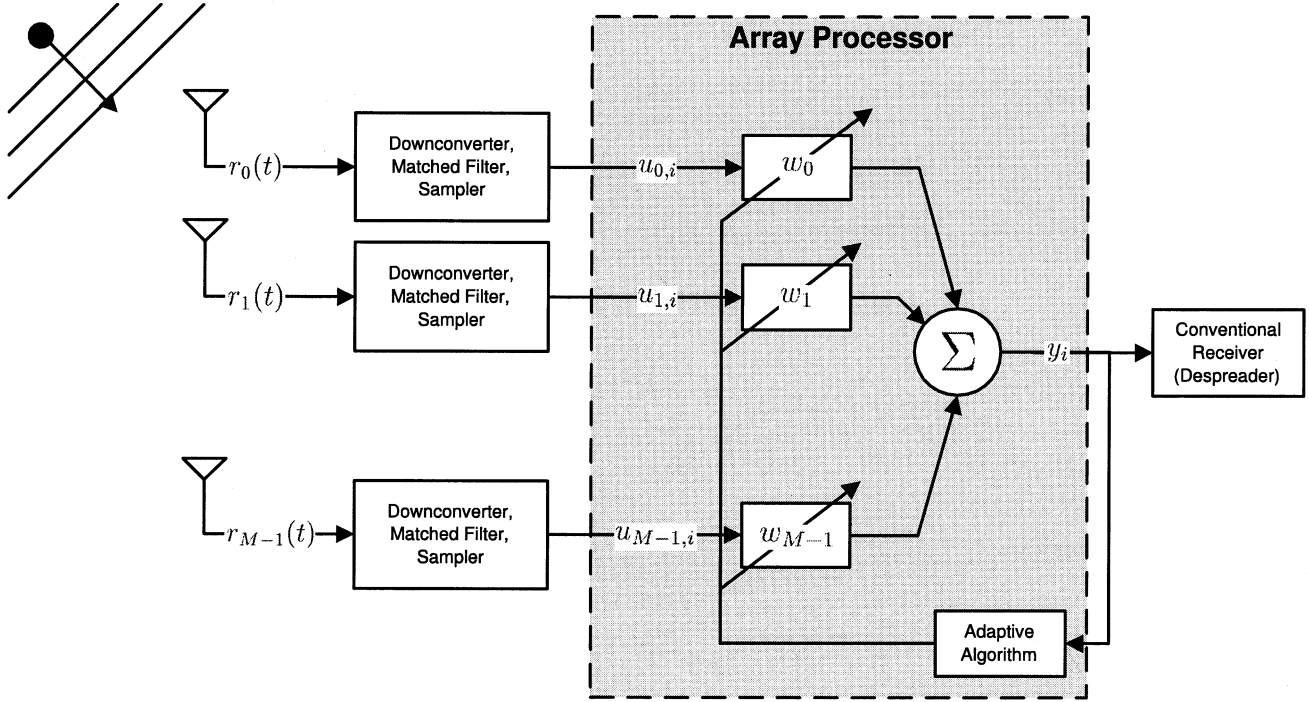 Array Processor
r_0(t)
Downconverter,
Matched Filter,
Sampler
u_{0,i}
w_0
r_1(t)
Downconverter,
Matched Filter,
Sampler
u_{1,i}
w_1
Σ
y_i
Conventional
Receiver
(Despreader)
r_{M-1}(t)
Downconverter,
Matched Filter,
Sampler
u_{M-1,i}
w_{M-1}
Adaptive
Algorithm